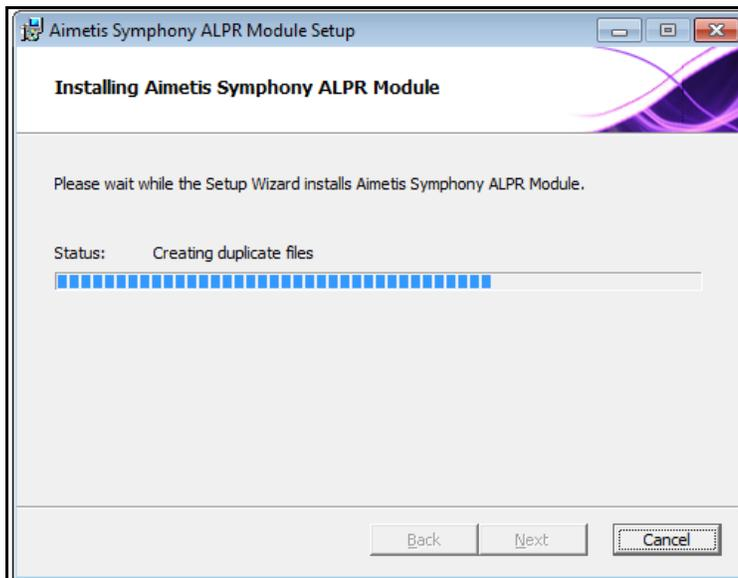 Aimetis Symphony ALPR Module Setup
Installing Aimetis Symphony ALPR Module
Please wait while the Setup Wizard installs Aimetis Symphony ALPR Module.
Status: Creating duplicate files
Back Next Cancel